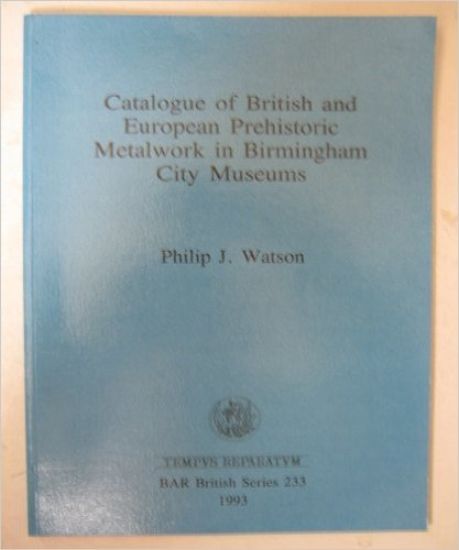 Catalogue of British and
European Prehistoric
Metalwork in Birmingham
City Museums
Philip J. Watson
TEMPVS REPARATVM
BAR British Series 233
1993